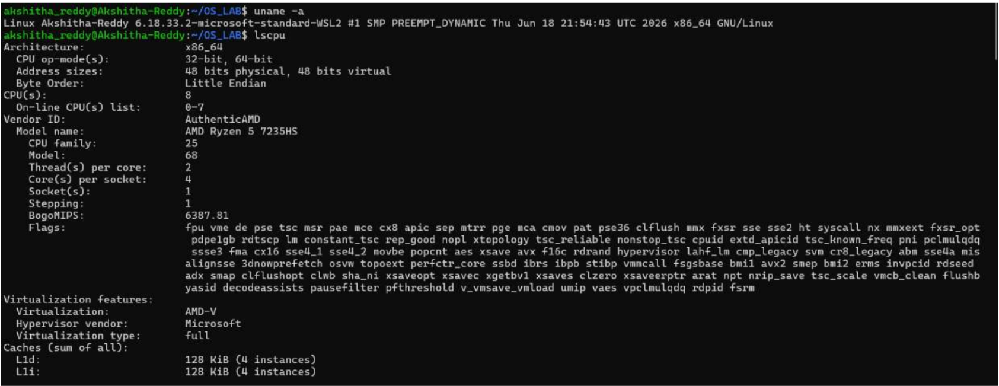 akshitha_reddy@Akshitha-Reddy:~/OS_LAB$ uname -a
Linux Akshitha-Reddy 6.18.33.2-microsoft-standard-WSL2 #1 SMP PREEMPT_DYNAMIC Thu Jun 18 21:54:43 UTC 2026 x86_64 GNU/Linux
akshitha_reddy@Akshitha-Reddy:~/OS_LAB$ lscpu
Architecture: x86_64
CPU op-mode(s): 32-bit, 64-bit
Address sizes: 48 bits physical, 48 bits virtual
Byte Order: Little Endian
CPU(s): 8
On-line CPU(s) list: 0-7
Vendor ID: AuthenticAMD
Model name: AMD Ryzen 5 7235HS
CPU family: 25
Model: 68
Thread(s) per core: 2
Core(s) per socket: 4
Socket(s): 1
Stepping: 1
BogoMIPS: 6387.81
Flags: fpu vme de pse tsc msr pae mce cx8 apic sep mtrr pge mca cmov pat pse36 clflush mmx fxsr sse sse2 ht syscall nx mmxext fxsr_opt
pdpe1gb rdtscp lm constant_tsc rep_good nopl xtopology tsc_reliable nonstop_tsc cpuid extd_apicid tsc_known_freq pni pclmulqdq
ssse3 fma cx16 sse4_1 sse4_2 movbe popcnt aes xsave avx f16c rdrand hypervisor lahf_lm cmp_legacy svm cr8_legacy abm sse4a mis
alignsse 3dnowprefetch osvw topoext perfctr_core ssbd ibrs ibpb stibp vmmcall fsgsbase bmi1 avx2 smep bmi2 erms invpcid rdseed
adx smap clflushopt clwb sha_ni xsaveopt xsavec xgetbv1 xsaves clzero xsaveerptr arat npt nrip_save tsc_scale vmcb_clean flushb
yasid decodeassists pausefilter pfthreshold v_vmsave_vmload umip vaes vpclmulqdq rdpid fsrm
Virtualization features:
Virtualization: AMD-V
Hypervisor vendor: Microsoft
Virtualization type: full
Caches (sum of all):
L1d: 128 KiB (4 instances)
L1i: 128 KiB (4 instances)